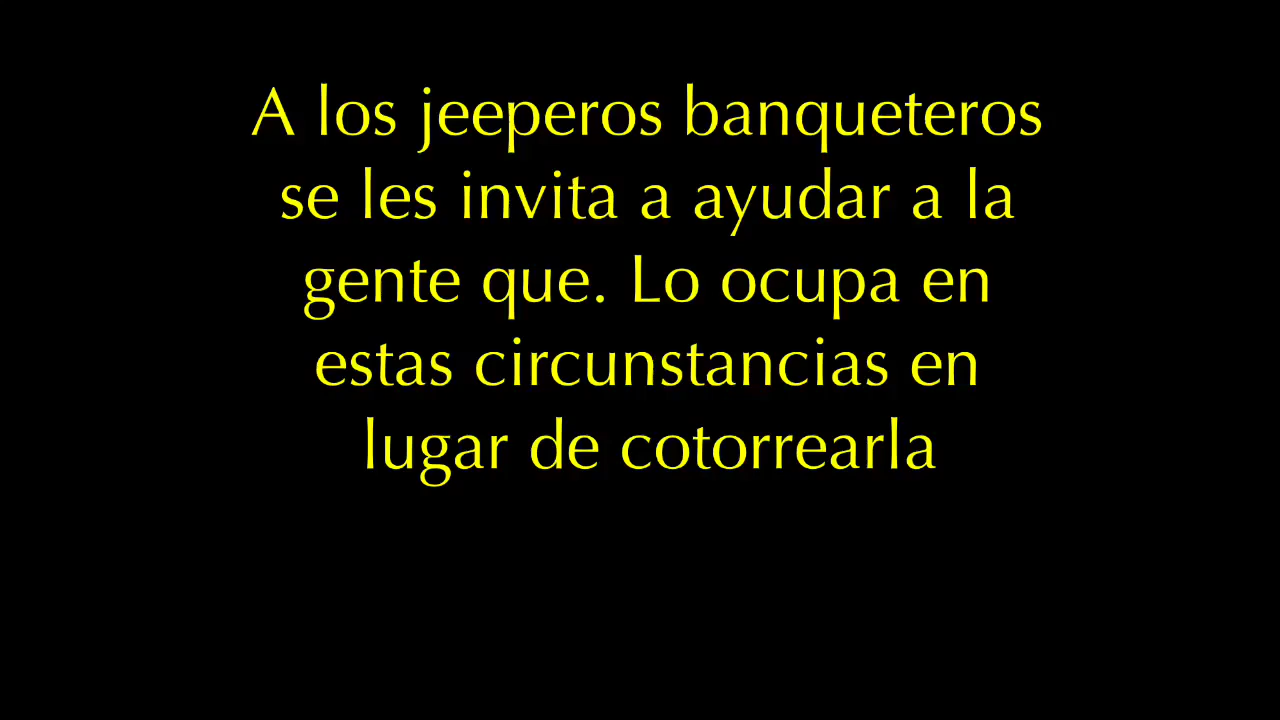 A los jeeperos banqueteros
se les invita a ayudar a la
gente que. Lo ocupa en
estas circunstancias en
lugar de cotorrearla